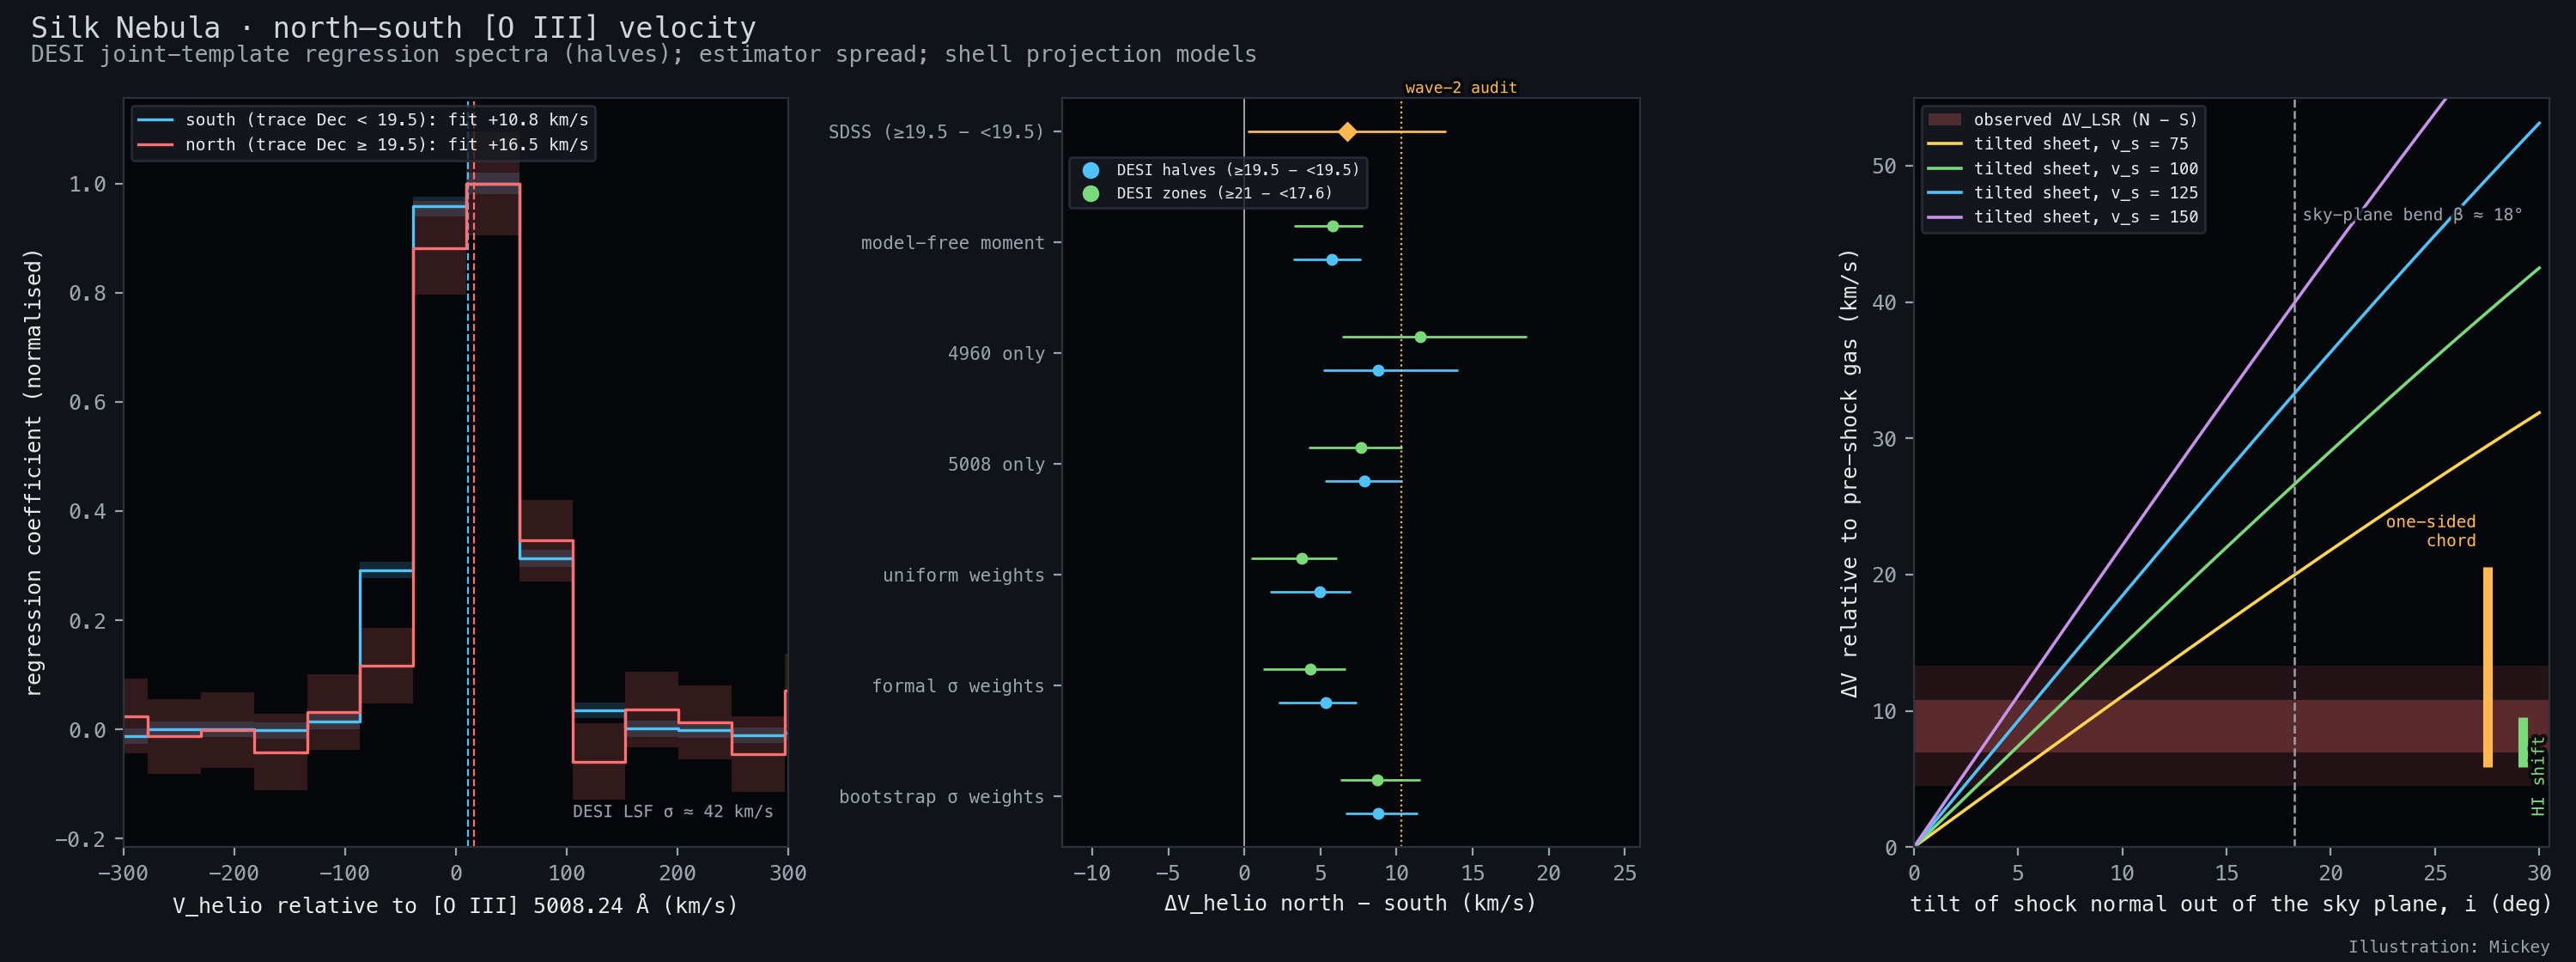 Silk Nebula · north–south [O III] velocity
DESI joint−template regression spectra (halves); estimator spread; shell projection models
south (trace Dec < 19.5): fit +10.8 km/s
north (trace Dec ≥ 19.5): fit +16.5 km/s
regression coefficient (normalised)
1.0
0.8
0.6
0.4
0.2
0.0
−0.2
DESI LSF σ ≈ 42 km/s
−300
−200
−100
0
100
200
300
V_helio relative to [O III] 5008.24 Å (km/s)
wave−2 audit
SDSS (≥19.5 − <19.5)
DESI halves (≥19.5 − <19.5)
DESI zones (≥21 − <17.6)
model−free moment
4960 only
5008 only
uniform weights
formal σ weights
bootstrap σ weights
−10
−5
0
5
10
15
20
25
ΔV_helio north − south (km/s)
observed ΔV_LSR (N − S)
tilted sheet, v_s = 75
tilted sheet, v_s = 100
tilted sheet, v_s = 125
tilted sheet, v_s = 150
sky−plane bend β ≈ 18°
one−sided
chord
HI shift
ΔV relative to pre−shock gas (km/s)
50
40
30
20
10
0
0
5
10
15
20
25
30
tilt of shock normal out of the sky plane, i (deg)
Illustration: Mickey